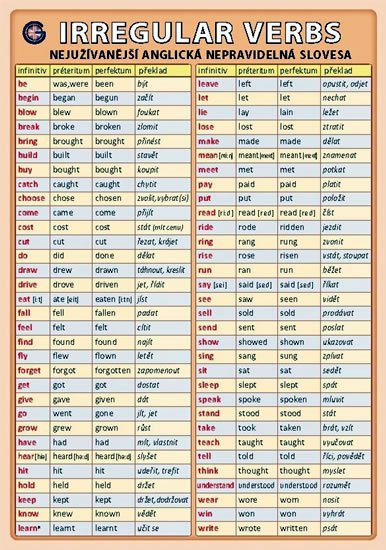 IRREGULAR VERBS
NEJUŽÍVANĚJŠÍ ANGLICKÁ NEPRAVIDELNÁ SLOVESA
infinitiv préteritum perfektum překlad
be was,were been být
begin began begun začít
blow blew blown foukat
break broke broken zlomit
bring brought brought přinést
build built built stavět
buy bought bought koupit
catch caught caught chytit
choose chose chosen zvolit,vybrat(si)
come came come přijít
cost cost cost stát (mít cenu)
cut cut cut řezat, krájet
do did done dělat
draw drew drawn táhnout, kreslit
drive drove driven jet, řídit
eat [i:t] ate [eit] eaten [i:tn] jíst
fall fell fallen padat
feel felt felt cítit
find found found najít
fly flew flown letět
forget forgot forgotten zapomenout
get got got dostat
give gave given dát
go went gone jít, jet
grow grew grown růst
have had had mít, vlastnit
hear heard heard slyšet
hit hit hit udeřit, trefit
hold held held držet
keep kept kept držet,dodržovat
know knew known vědět
learn* learnt learnt učit se
infinitiv préteritum perfektum překlad
leave left left opustit, odjet
let let let nechat
lie lay lain ležet
lose lost lost ztratit
make made made dělat
mean meant meant znamenat
meet met met potkat
pay paid paid platit
put put put položit
read [ri:d] read [red] read [red] číst
ride rode ridden jezdit
ring rang rung zvonit
rise rose risen vstát, stoupat
run ran run běžet
say [sei] said [sed] said [sed] říkat
see saw seen vidět
sell sold sold prodávat
send sent sent poslat
show showed shown ukazovat
sing sang sung zpívat
sit sat sat sedět
sleep slept slept spát
speak spoke spoken mluvit
stand stood stood stát
take took taken brát, vzít
teach taught taught vyučovat
tell told told říci, povědět
think thought thought myslet
understand understood understood rozumět
wear wore worn nosit
win won won vyhrát
write wrote written psát